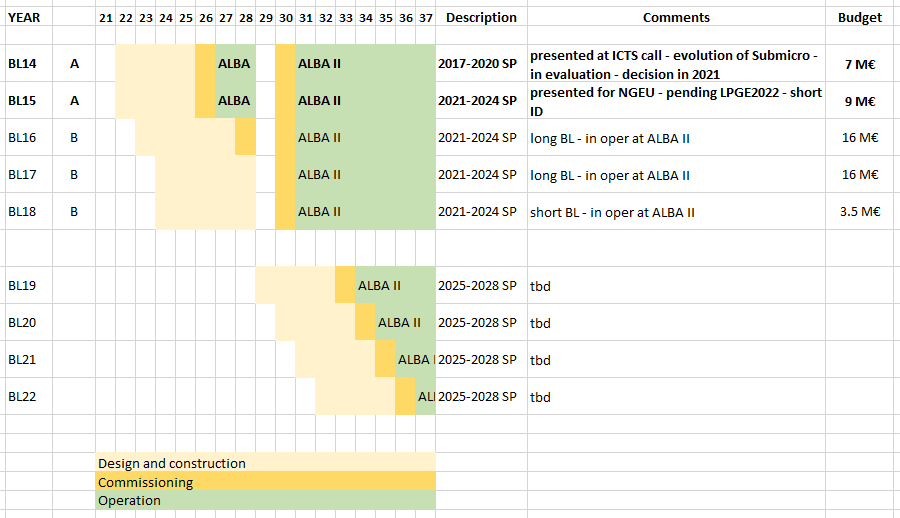 YEAR 21 22 23 24 25 26 27 28 29 30 31 32 33 34 35 36 37 Description Comments Budget
BL14 A ALBA ALBA II 2017-2020 SP presented at ICTS call - evolution of Submicro - 7 M€
in evaluation - decision in 2021
BL15 A ALBA ALBA II 2021-2024 SP presented for NGEU - pending LPGE2022 - short 9 M€
ID
BL16 B ALBA II 2021-2024 SP long BL - in oper at ALBA II 16 M€
BL17 B ALBA II 2021-2024 SP long BL - in oper at ALBA II 16 M€
BL18 B ALBA II 2021-2024 SP short BL - in oper at ALBA II 3.5 M€
BL19 ALBA II 2025-2028 SP tbd
BL20 ALBA II 2025-2028 SP tbd
BL21 ALBA I 2025-2028 SP tbd
BL22 AL 2025-2028 SP tbd
Design and construction
Commissioning
Operation